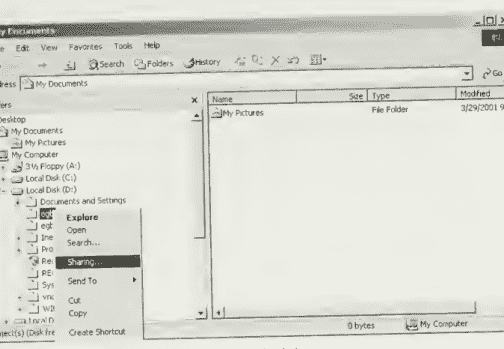 My Documents
Edit View Favorites Tools Help
Search Folders History
My Documents Go
Name Size Type Modified
My Pictures File Folder 3/29/2001 9
Desktop
My Documents
My Pictures
My Computer
3½ Floppy (A:)
Local Disk (C:)
Local Disk (D:)
Documents and Settings
Explore
Open
Search...
Sharing...
Send To
Cut
Copy
Create Shortcut
0 bytes My Computer